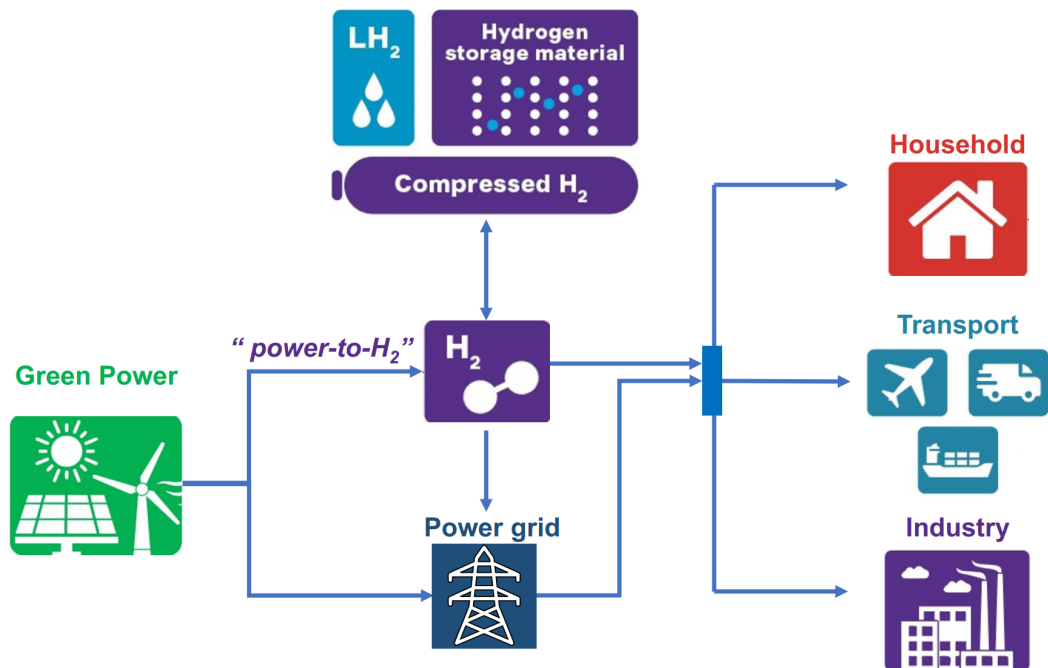 LH₂
Hydrogen
storage material
Compressed H₂
Household
“ power-to-H₂”
H₂
Transport
Green Power
Power grid
Industry